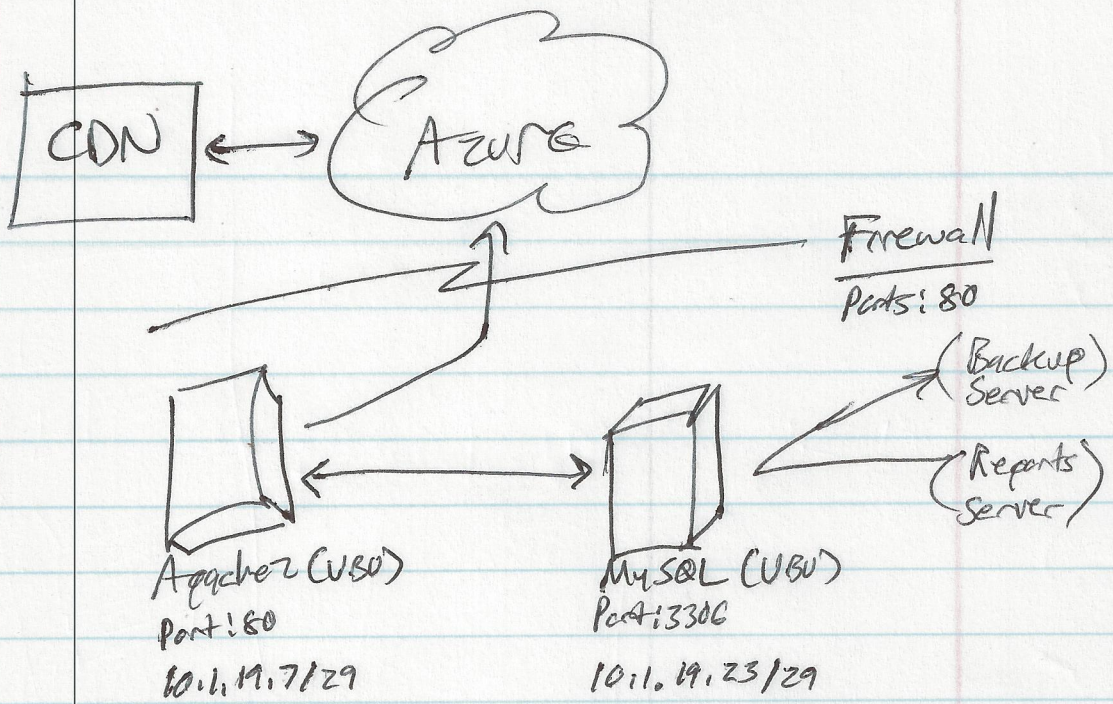 CDN
Azure
Firewall
Ports: 80
(Backup
Server)
(Reports
Server)
Apache2 (UBU)
Port: 80
10.1.19.7/29
MySQL (UBU)
Port: 3306
10.1.19.23/29